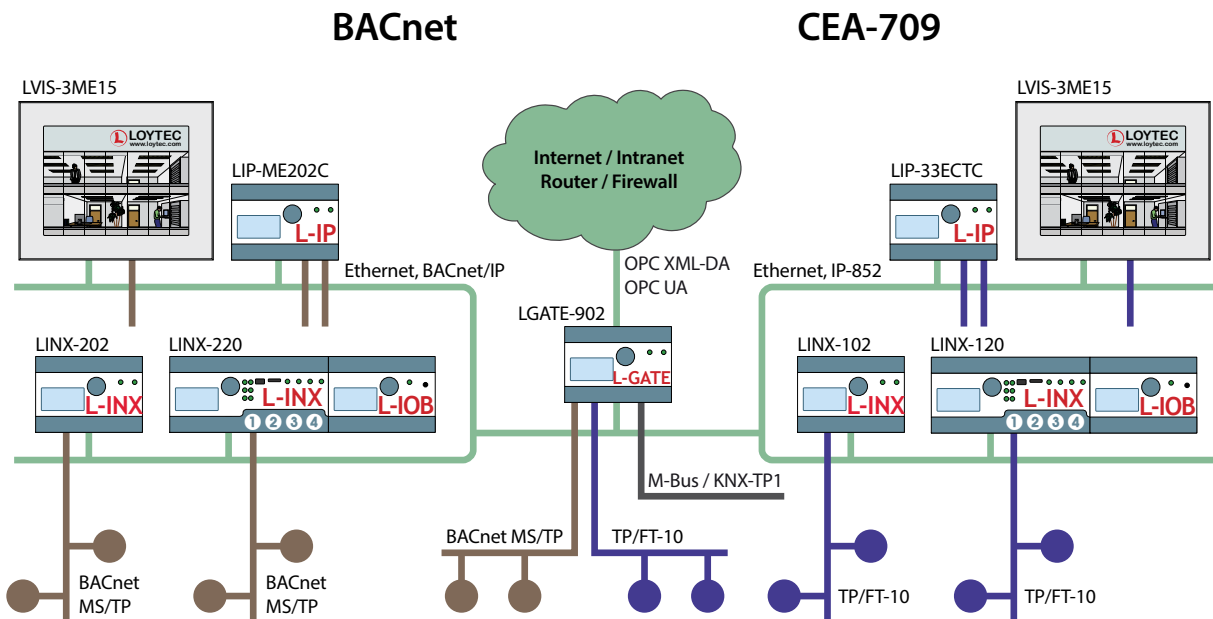 BACnet
CEA-709
LVIS-3ME15
LOYTEC
www.loytec.com
LIP-ME202C
L-IP
Ethernet, BACnet/IP
Internet / Intranet
Router / Firewall
OPC XML-DA
OPC UA
LIP-33ECTC
L-IP
Ethernet, IP-852
LVIS-3ME15
LOYTEC
www.loytec.com
LINX-202
L-INX
LINX-220
L-INX
1 2 3 4
L-IOB
LGATE-902
L-GATE
LINX-102
L-INX
LINX-120
L-INX
1 2 3 4
L-IOB
M-Bus / KNX-TP1
BACnet MS/TP
TP/FT-10
BACnet
MS/TP
BACnet
MS/TP
TP/FT-10
TP/FT-10